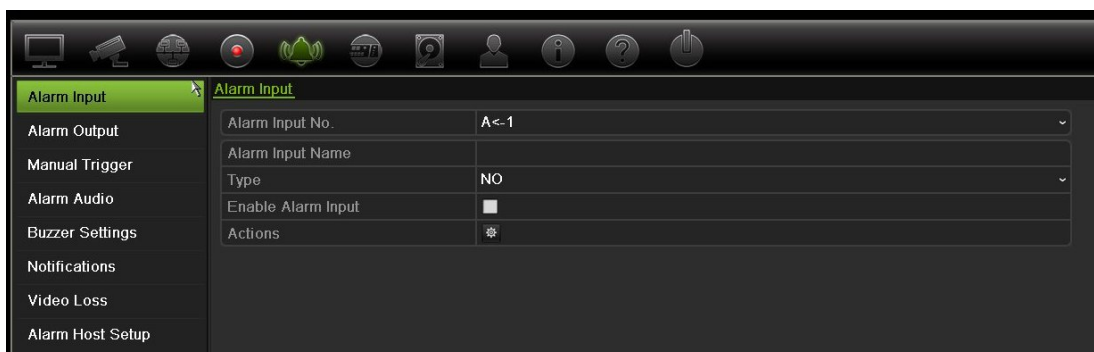 Alarm Input
Alarm Output
Manual Trigger
Alarm Audio
Buzzer Settings
Notifications
Video Loss
Alarm Host Setup
Alarm Input
Alarm Input No. A<-1
Alarm Input Name
Type NO
Enable Alarm Input
Actions